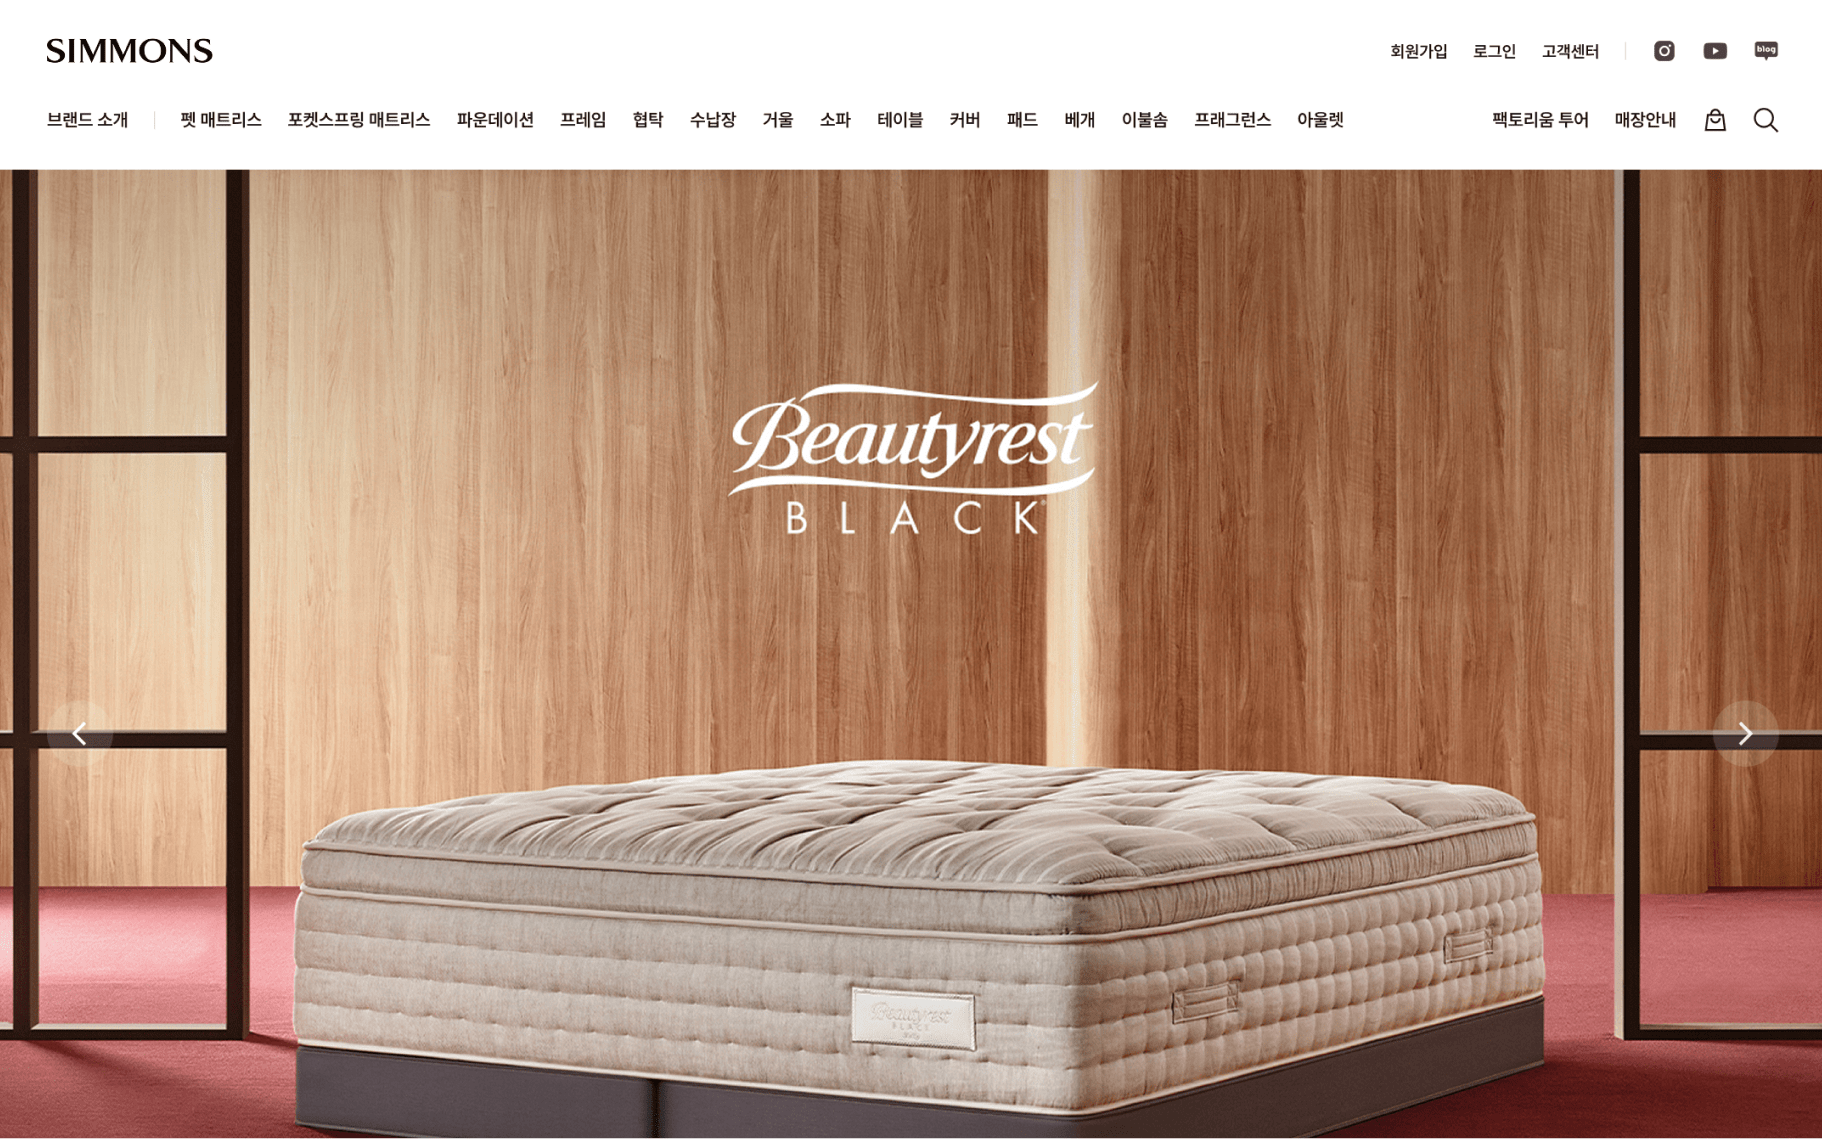 SIMMONS
회원가입 로그인 고객센터 blog
브랜드 소개 펫 매트리스 포켓스프링 매트리스 파운데이션 프레임 협탁 수납장 거울 소파 테이블 커버 패드 베개 이불솜 프래그런스 아울렛 팩토리움 투어 매장안내
Beautyrest
BLACK
Beautyrest
BLACK